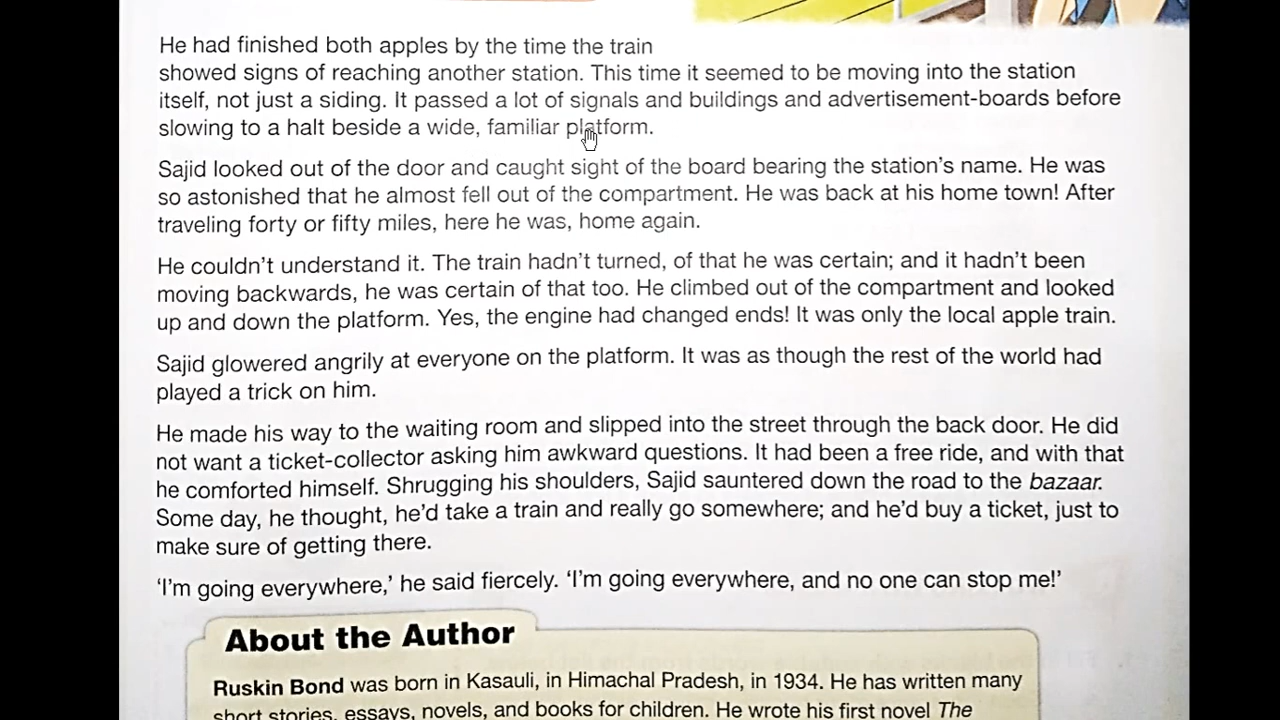 He had finished both apples by the time the train
showed signs of reaching another station. This time it seemed to be moving into the station
itself, not just a siding. It passed a lot of signals and buildings and advertisement-boards before
slowing to a halt beside a wide, familiar platform.
Sajid looked out of the door and caught sight of the board bearing the station's name. He was
so astonished that he almost fell out of the compartment. He was back at his home town! After
traveling forty or fifty miles, here he was, home again.
He couldn't understand it. The train hadn't turned, of that he was certain; and it hadn't been
moving backwards, he was certain of that too. He climbed out of the compartment and looked
up and down the platform. Yes, the engine had changed ends! It was only the local apple train.
Sajid glowered angrily at everyone on the platform. It was as though the rest of the world had
played a trick on him.
He made his way to the waiting room and slipped into the street through the back door. He did
not want a ticket-collector asking him awkward questions. It had been a free ride, and with that
he comforted himself. Shrugging his shoulders, Sajid sauntered down the road to the bazaar.
Some day, he thought, he'd take a train and really go somewhere; and he'd buy a ticket, just to
make sure of getting there.
'I'm going everywhere,' he said fiercely. 'I'm going everywhere, and no one can stop me!'
About the Author
Ruskin Bond was born in Kasauli, in Himachal Pradesh, in 1934. He has written many
short stories, essays, novels, and books for children. He wrote his first novel The